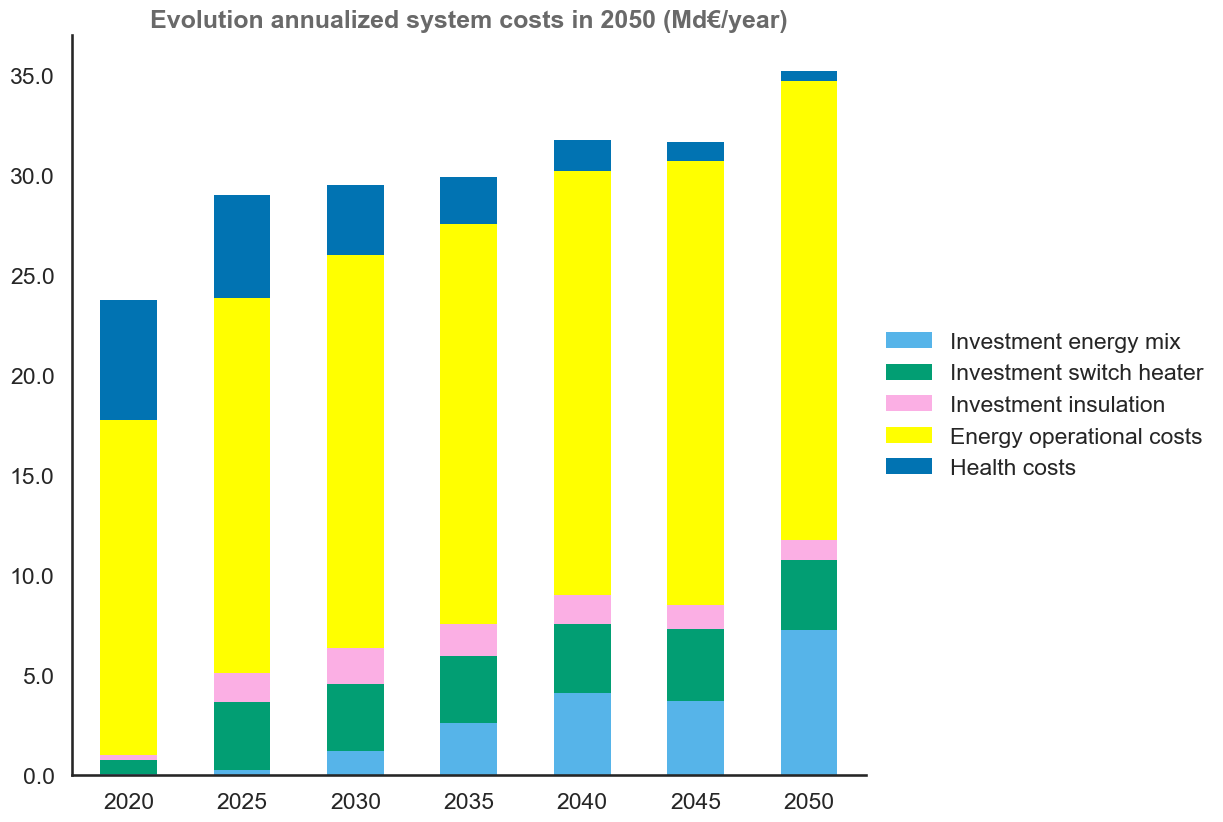 Evolution annualized system costs in 2050 (Md€/year)
35.0
30.0
25.0
20.0
15.0
10.0
5.0
0.0
2020 2025 2030 2035 2040 2045 2050
Investment energy mix
Investment switch heater
Investment insulation
Energy operational costs
Health costs